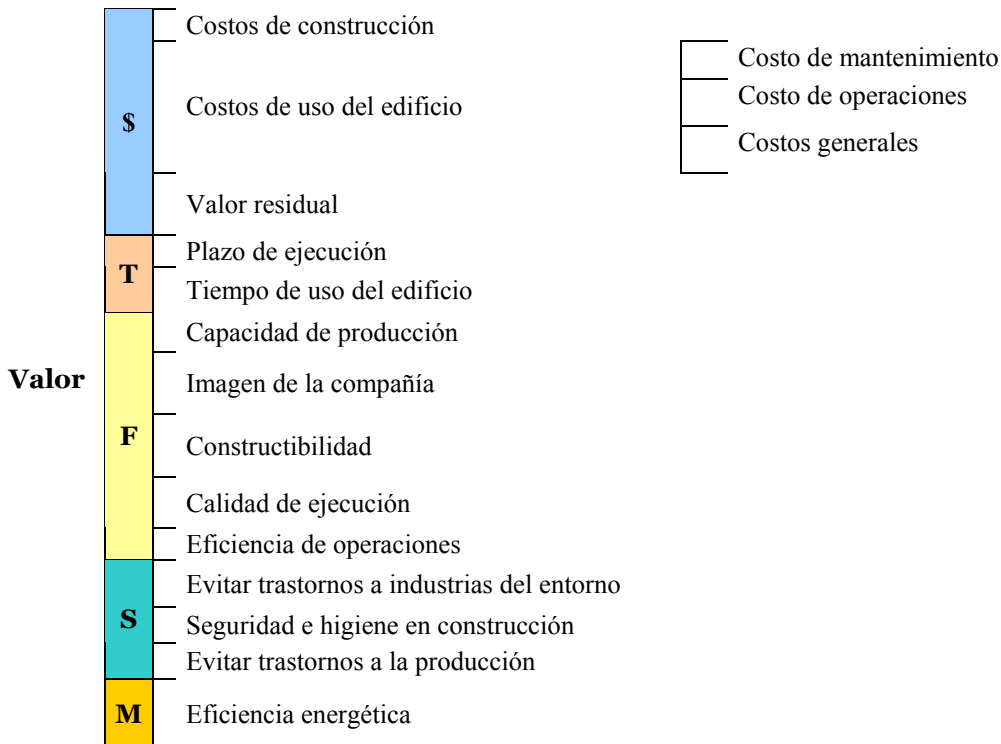 Costos de construcción
Costo de mantenimiento
Costos de uso del edificio
Costo de operaciones
$
Costos generales
Valor residual
Plazo de ejecución
T
Tiempo de uso del edificio
Capacidad de producción
Valor
Imagen de la compañía
F
Constructibilidad
Calidad de ejecución
Eficiencia de operaciones
Evitar trastornos a industrias del entorno
S
Seguridad e higiene en construcción
Evitar trastornos a la producción
M
Eficiencia energética